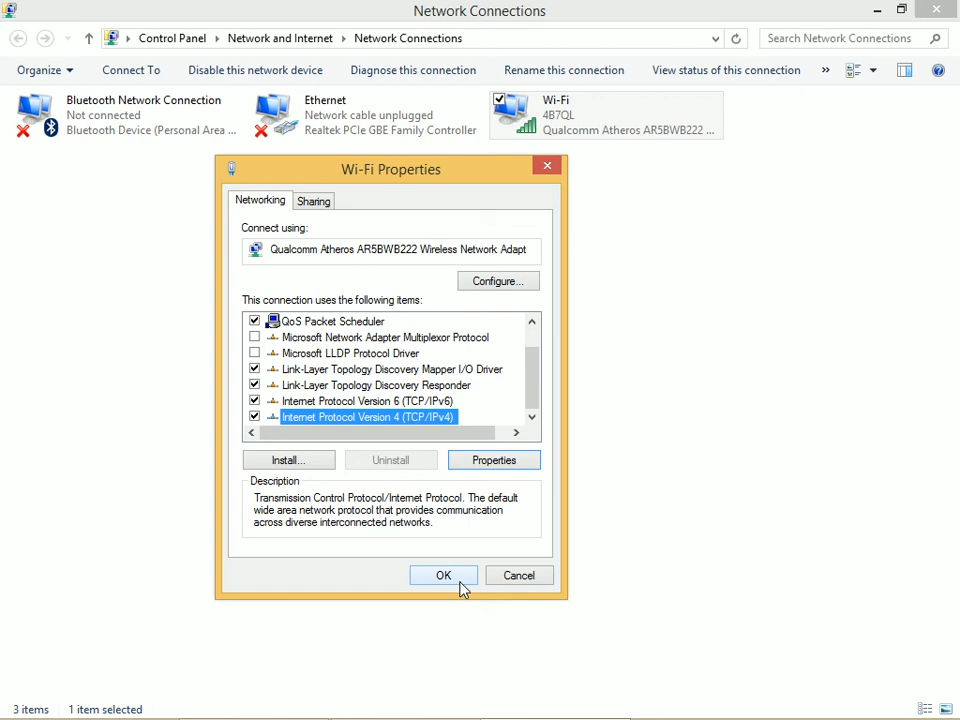 Network Connections
Control Panel
Network and Internet
Network Connections
Search Network Connections
Organize
Connect To
Disable this network device
Diagnose this connection
Rename this connection
View status of this connection
»
Bluetooth Network Connection
Not connected
Bluetooth Device (Personal Area ...
Ethernet
Network cable unplugged
Realtek PCIe GBE Family Controller
Wi-Fi
4B7QL
Qualcomm Atheros AR5BWB222 ...
Wi-Fi Properties
Networking
Sharing
Connect using:
Qualcomm Atheros AR5BWB222 Wireless Network Adapt
Configure...
This connection uses the following items:
QoS Packet Scheduler
Microsoft Network Adapter Multiplexor Protocol
Microsoft LLDP Protocol Driver
Link-Layer Topology Discovery Mapper I/O Driver
Link-Layer Topology Discovery Responder
Internet Protocol Version 6 (TCP/IPv6)
Internet Protocol Version 4 (TCP/IPv4)
Install...
Uninstall
Properties
Description
Transmission Control Protocol/Internet Protocol. The default
wide area network protocol that provides communication
across diverse interconnected networks.
OK
Cancel
3 items
1 item selected